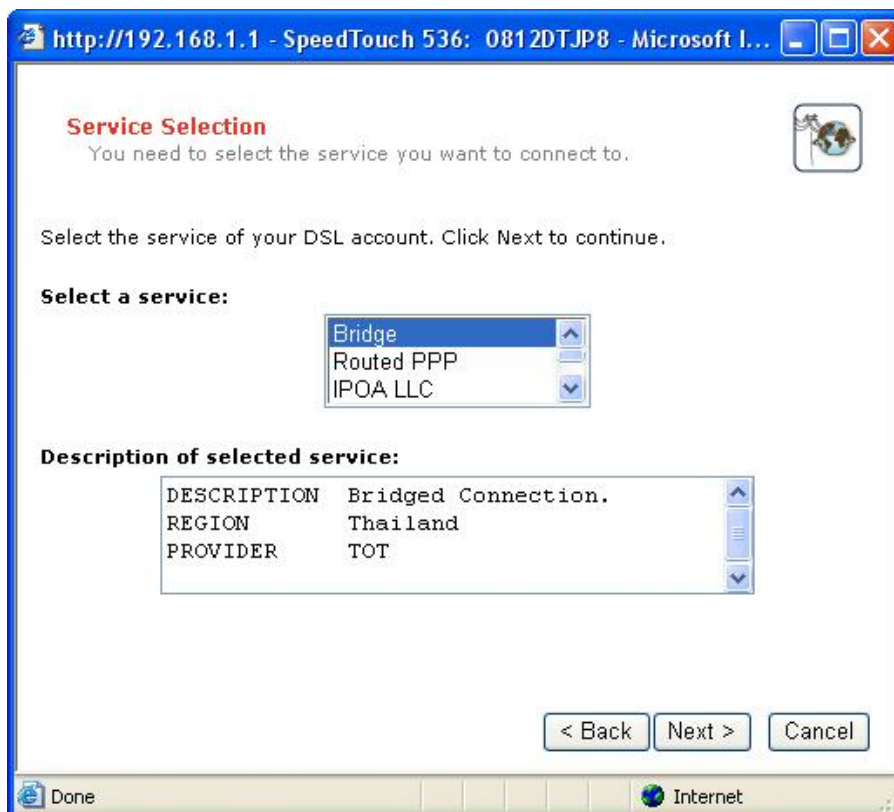 http://192.168.1.1 - SpeedTouch 536: 0812DTJP8 - Microsoft I...
Service Selection
You need to select the service you want to connect to.
Select the service of your DSL account. Click Next to continue.
Select a service:
Bridge
Routed PPP
IPOA LLC
Description of selected service:
DESCRIPTION Bridged Connection.
REGION Thailand
PROVIDER TOT
< Back Next > Cancel
Done Internet